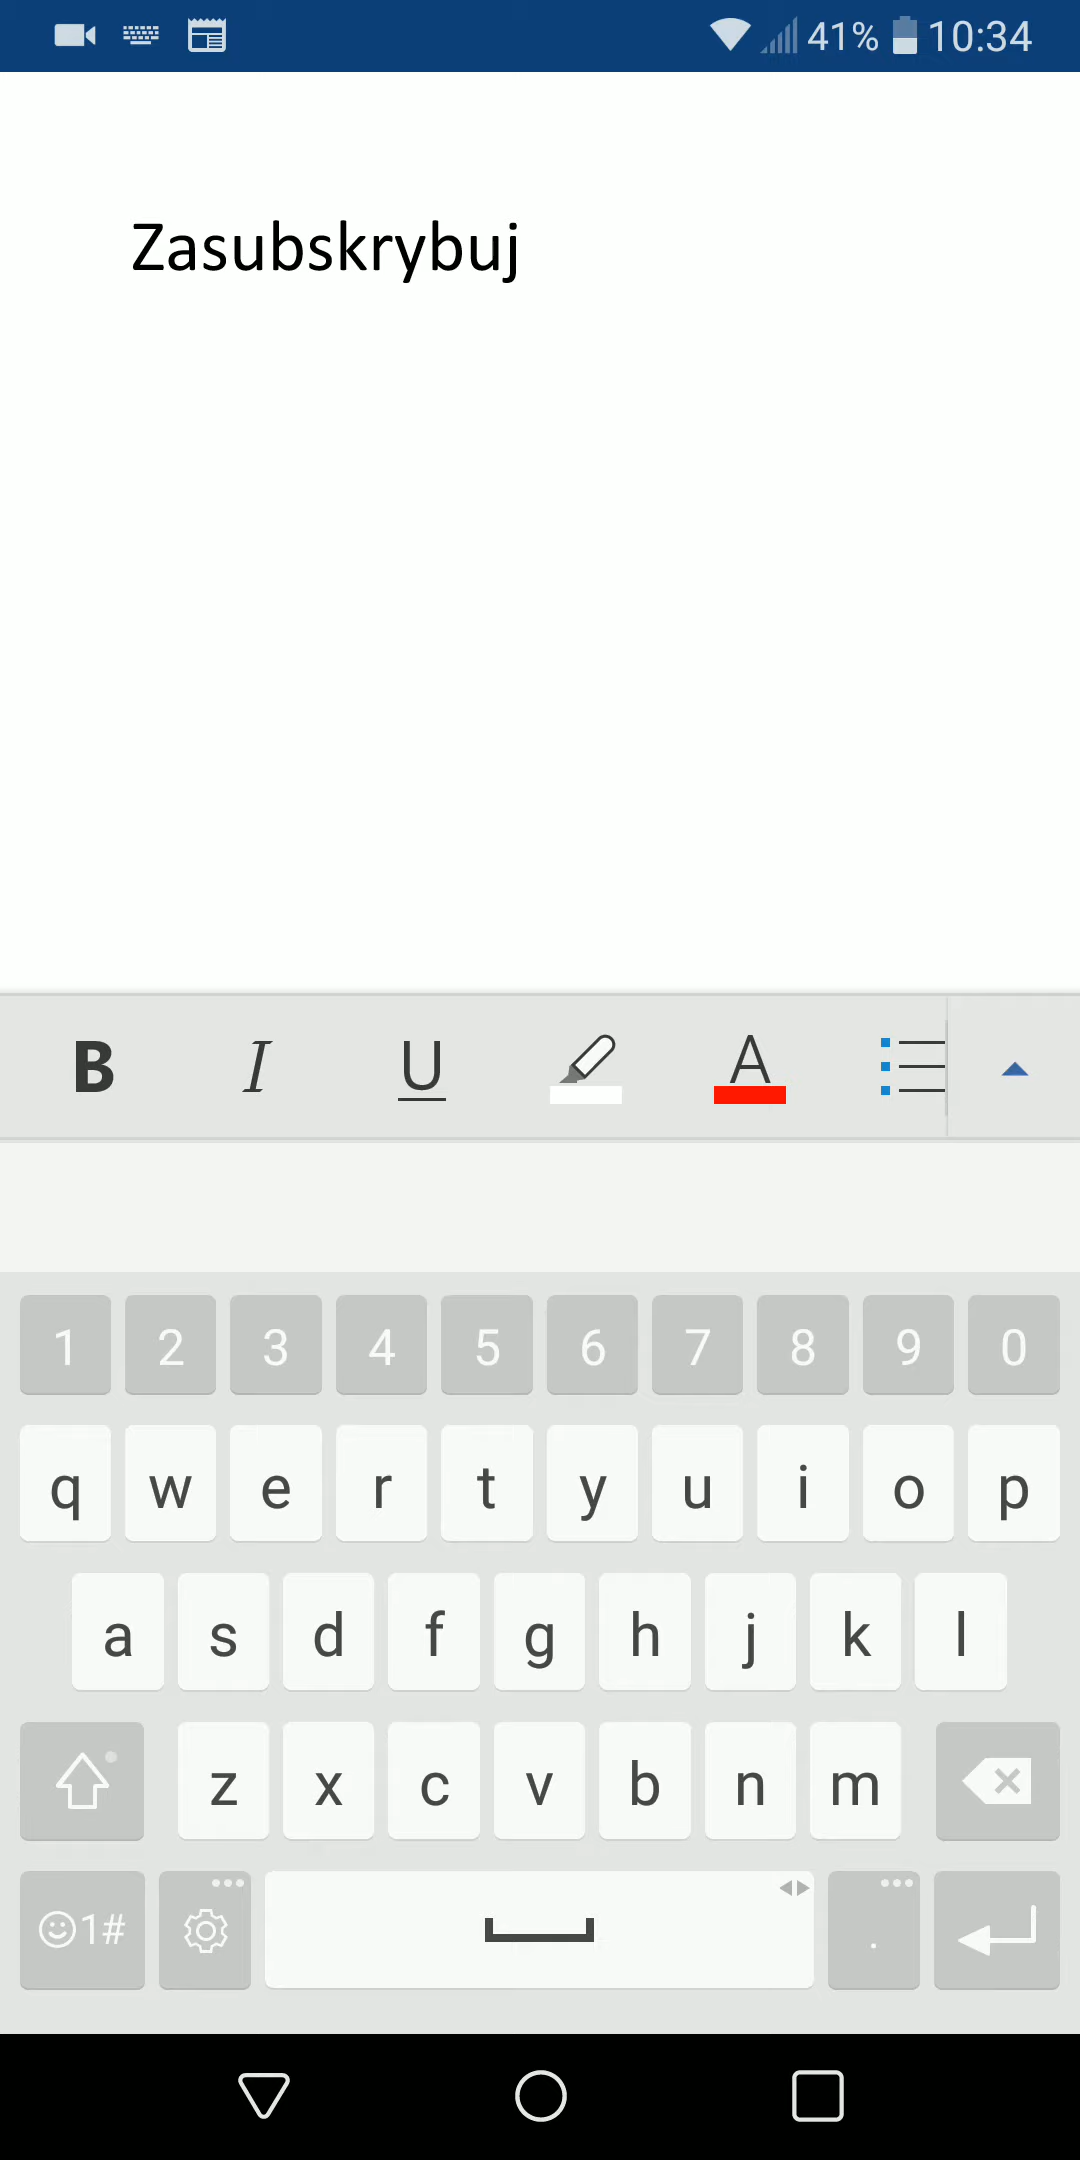 41% 10:34
Zasubskrybuj
B I U A
1 2 3 4 5 6 7 8 9 0
q w e r t y u i o p
a s d f g h j k l
z x c v b n m
1# .